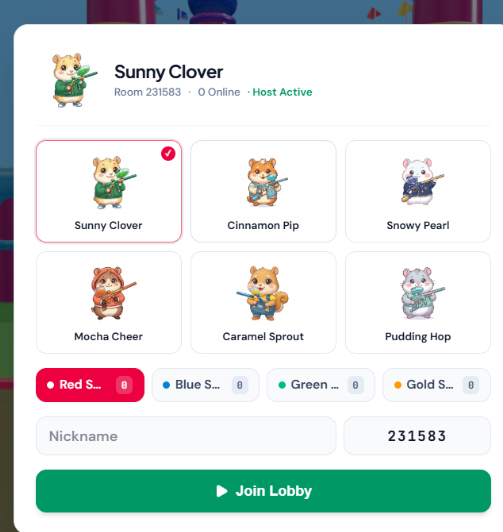 Sunny Clover
Room 231583 · 0 Online · Host Active
Sunny Clover
Cinnamon Pip
Snowy Pearl
Mocha Cheer
Caramel Sprout
Pudding Hop
Red S... 0
Blue S... 0
Green ... 0
Gold S... 0
Nickname
231583
Join Lobby